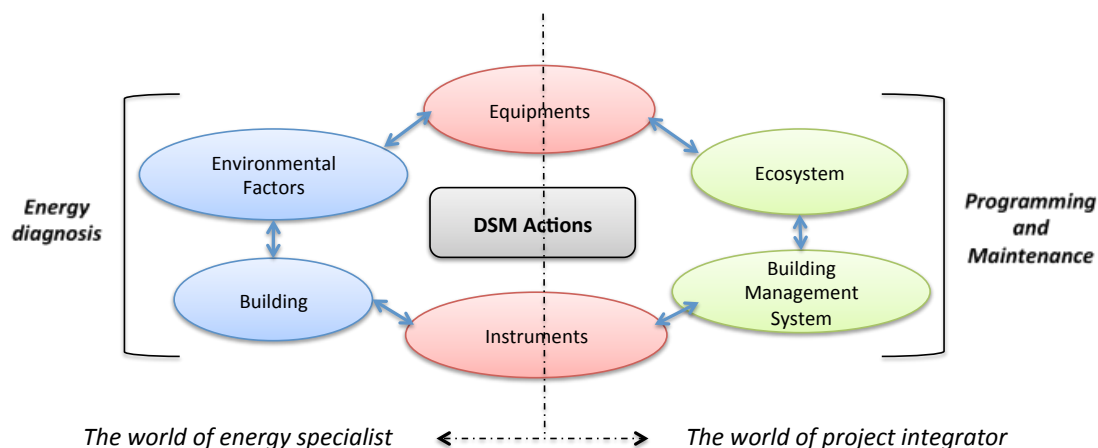 Equipments
Environmental
Factors
Ecosystem
Energy
diagnosis
DSM Actions
Programming
and
Maintenance
Building
Building
Management
System
Instruments
The world of energy specialist
The world of project integrator